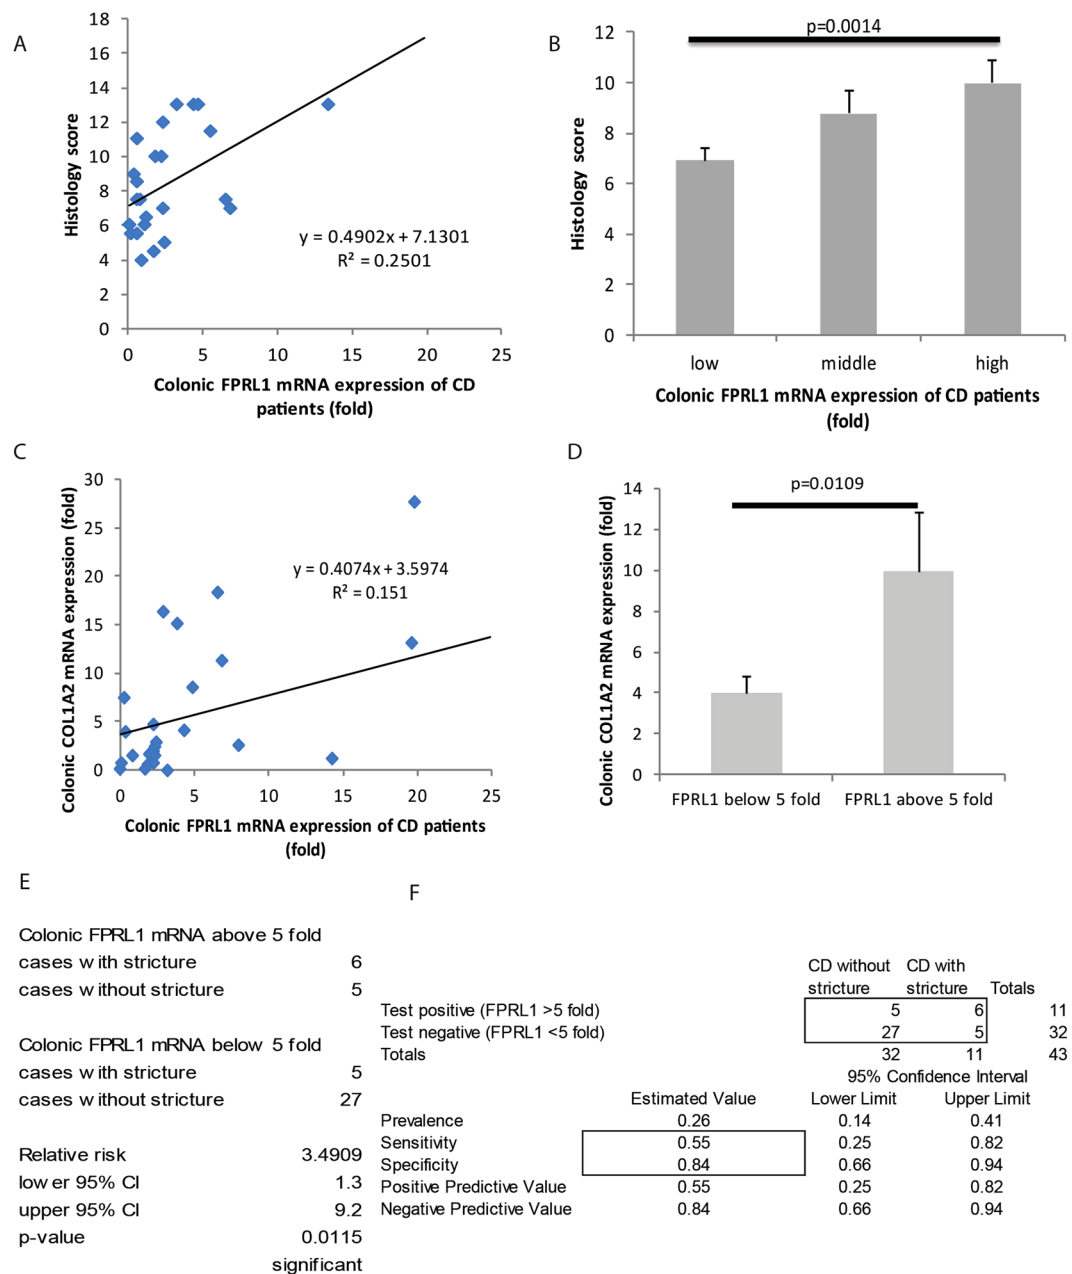 A
18
16
14
12
10
8
6
4
2
0
Histology score
y = 0.4902x + 7.1301
R² = 0.2501
0 5 10 15 20 25
Colonic FPRL1 mRNA expression of CD
patients (fold)
B
p=0.0014
12
10
8
6
4
2
0
Histology score
low middle high
Colonic FPRL1 mRNA expression of CD patients
(fold)
C
30
25
20
15
10
5
0
Colonic COL1A2 mRNA expression (fold)
y = 0.4074x + 3.5974
R² = 0.151
0 5 10 15 20 25
Colonic FPRL1 mRNA expression of CD patients
(fold)
D
p=0.0109
14
12
10
8
6
4
2
0
Colonic COL1A2 mRNA expression (fold)
FPRL1 below 5 fold FPRL1 above 5 fold
E
Colonic FPRL1 mRNA above 5 fold
cases with stricture 6
cases without stricture 5
Colonic FPRL1 mRNA below 5 fold
cases with stricture 5
cases without stricture 27
Relative risk 3.4909
lower 95% CI 1.3
upper 95% CI 9.2
p-value 0.0115
significant
F
CD without CD with
stricture stricture Totals
Test positive (FPRL1 >5 fold) 5 6 11
Test negative (FPRL1 <5 fold) 27 5 32
Totals 32 11 43
95% Confidence Interval
Estimated Value Lower Limit Upper Limit
Prevalence 0.26 0.14 0.41
Sensitivity 0.55 0.25 0.82
Specificity 0.84 0.66 0.94
Positive Predictive Value 0.55 0.25 0.82
Negative Predictive Value 0.84 0.66 0.94